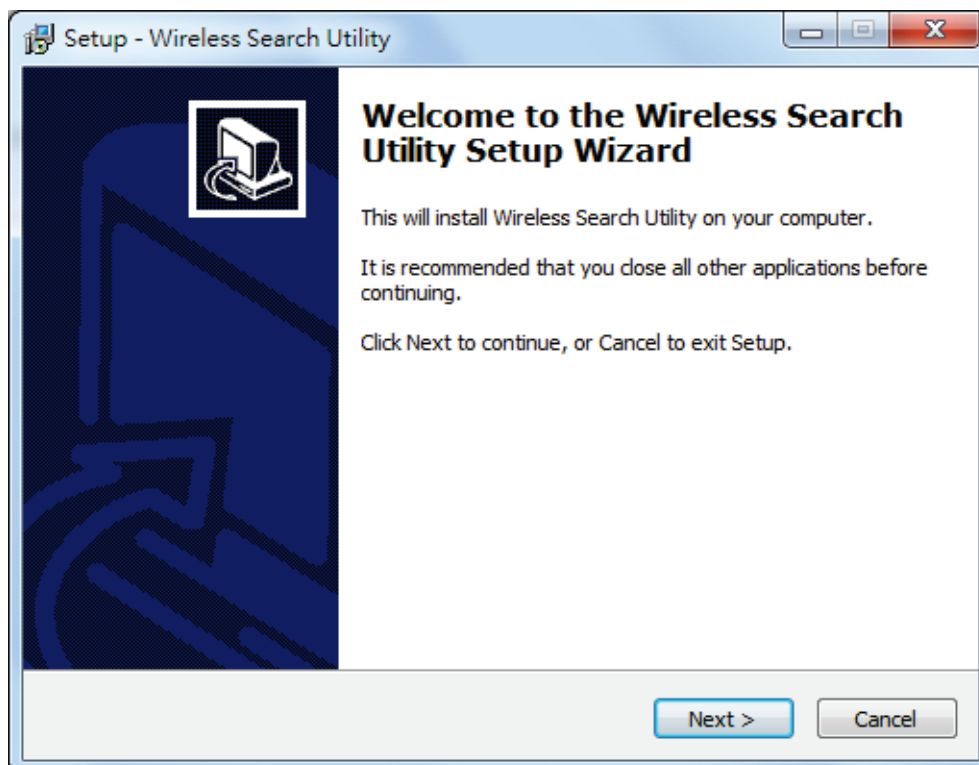 Setup - Wireless Search Utility
Welcome to the Wireless Search
Utility Setup Wizard
This will install Wireless Search Utility on your computer.
It is recommended that you close all other applications before
continuing.
Click Next to continue, or Cancel to exit Setup.
Next >
Cancel